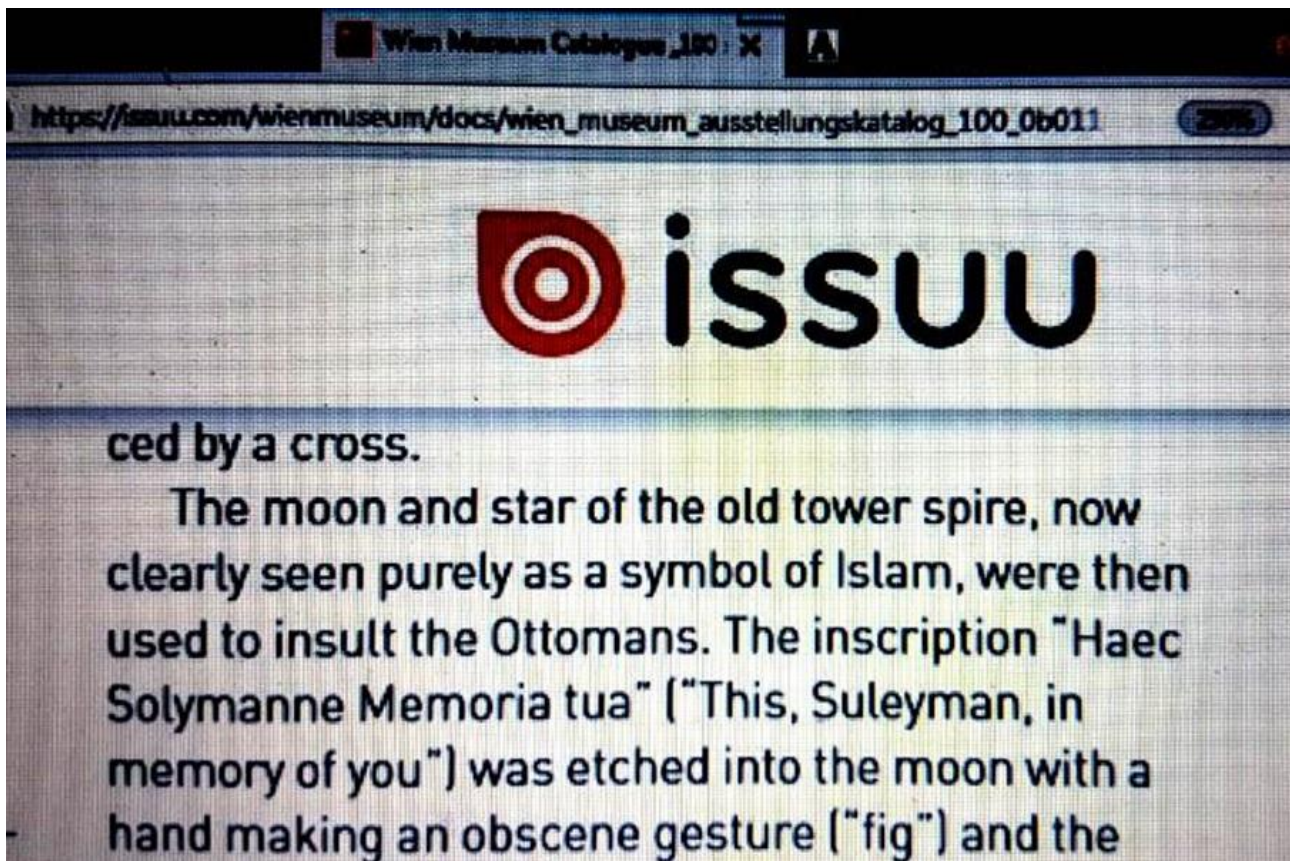 Wien Museum Catalogue „100
https://issuu.com/wienmuseum/docs/wien_museum_ausstellungskatalog_100_0b011
issuu
ced by a cross.
The moon and star of the old tower spire, now
clearly seen purely as a symbol of Islam, were then
used to insult the Ottomans. The inscription "Haec
Solymanne Memoria tua" ("This, Suleyman, in
memory of you") was etched into the moon with a
hand making an obscene gesture ("fig") and the